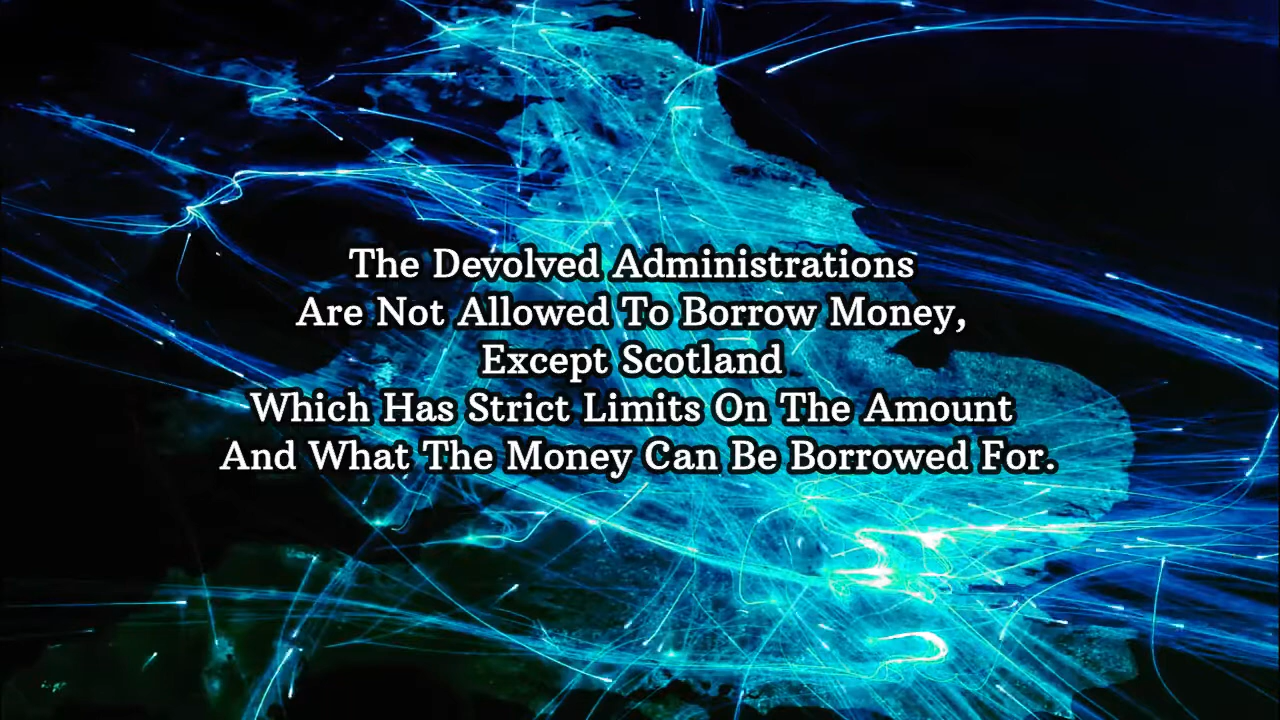 The Devolved Administrations
Are Not Allowed To Borrow Money,
Except Scotland
Which Has Strict Limits On The Amount
And What The Money Can Be Borrowed For.